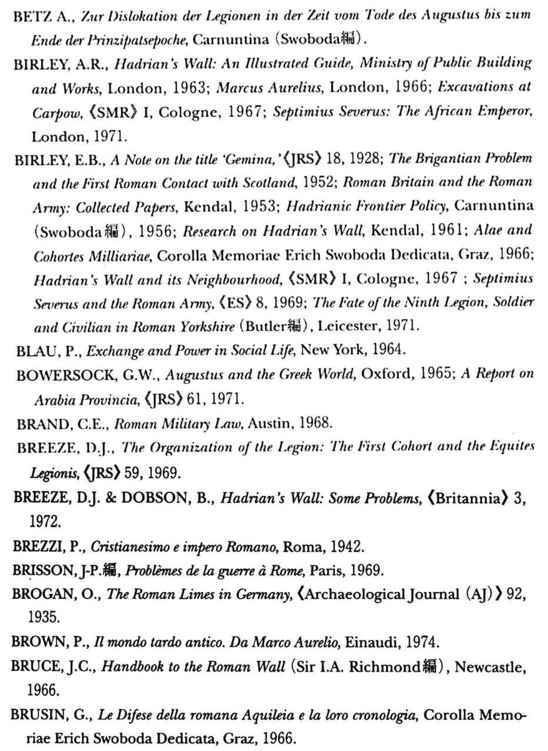 BETZ A., Zur Dislokation der Legionen in der Zeit vom Tode des Augustus bis zum
Ende der Prinzipatsepoche, Carnuntina (Swoboda編).
BIRLEY, A.R., Hadrian's Wall: An Illustrated Guide, Ministry of Public Building
and Works, London, 1963; Marcus Aurelius, London, 1966; Excavations at
Carpow, 《SMR》 I, Cologne, 1967; Septimius Severus: The African Emperor,
London, 1971.
BIRLEY, E.B., A Note on the title 'Gemina,' 《JRS》 18, 1928; The Brigantian Problem
and the First Roman Contact with Scotland, 1952; Roman Britain and the Roman
Army: Collected Papers, Kendal, 1953; Hadrianic Frontier Policy, Carnuntina
(Swoboda編), 1956; Research on Hadrian's Wall, Kendal, 1961; Alae and
Cohortes Milliariae, Corolla Memoriae Erich Swoboda Dedicata, Graz, 1966;
Hadrian's Wall and its Neighbourhood, 《SMR》 I, Cologne, 1967 ; Septimius
Severus and the Roman Army, 《ES》 8, 1969; The Fate of the Ninth Legion, Soldier
and Civilian in Roman Yorkshire (Butler編), Leicester, 1971.
BLAU, P., Exchange and Power in Social Life, New York, 1964.
BOWERSOCK, G.W., Augustus and the Greek World, Oxford, 1965; A Report on
Arabia Provincia, 《JRS》 61, 1971.
BRAND, C.E., Roman Military Law, Austin, 1968.
BREEZE, D.J., The Organization of the Legion: The First Cohort and the Equites
Legionis, 《JRS》 59, 1969.
BREEZE, D.J. & DOBSON, B., Hadrian's Wall: Some Problems, 《Britannia》 3,
1972.
BREZZI, P., Cristianesimo e impero Romano, Roma, 1942.
BRISSON, J-P.編, Problèmes de la guerre à Rome, Paris, 1969.
BROGAN, O., The Roman Limes in Germany, 《Archaeological Journal (AJ)》 92,
1935.
BROWN, P., Il mondo tardo antico. Da Marco Aurelio, Einaudi, 1974.
BRUCE, J.C., Handbook to the Roman Wall (Sir I.A. Richmond編), Newcastle,
1966.
BRUSIN, G., Le Difese della romana Aquileia e la loro cronologia, Corolla Memo-
riae Erich Swoboda Dedicata, Graz, 1966.